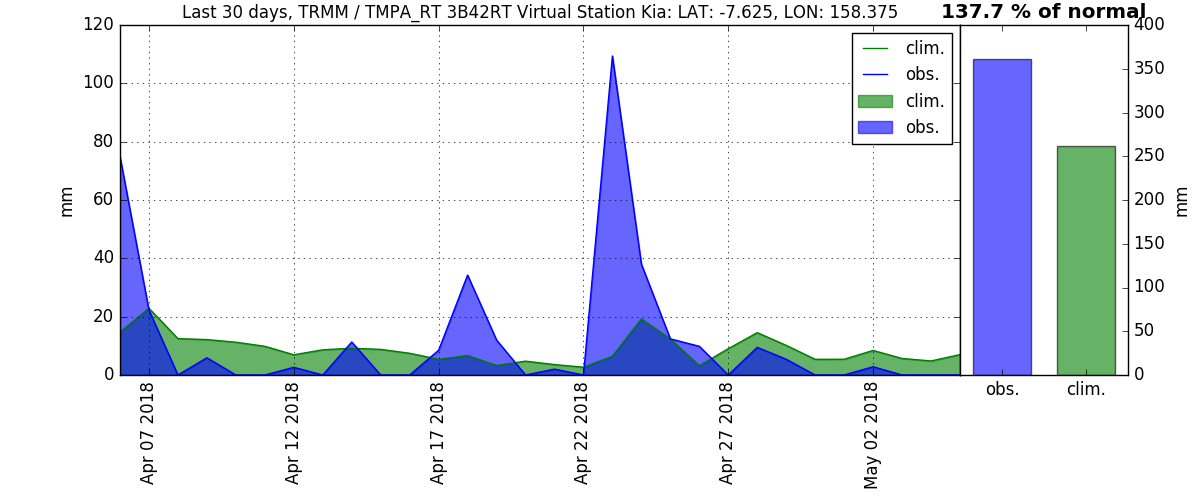 Last 30 days, TRMM / TMPA_RT 3B42RT Virtual Station Kia: LAT: -7.625, LON: 158.375
137.7 % of normal
120
100
80
60
40
20
0
mm
clim.
obs.
clim.
obs.
Apr 07 2018
Apr 12 2018
Apr 17 2018
Apr 22 2018
Apr 27 2018
May 02 2018
400
350
300
250
200
150
100
50
0
mm
obs.
clim.